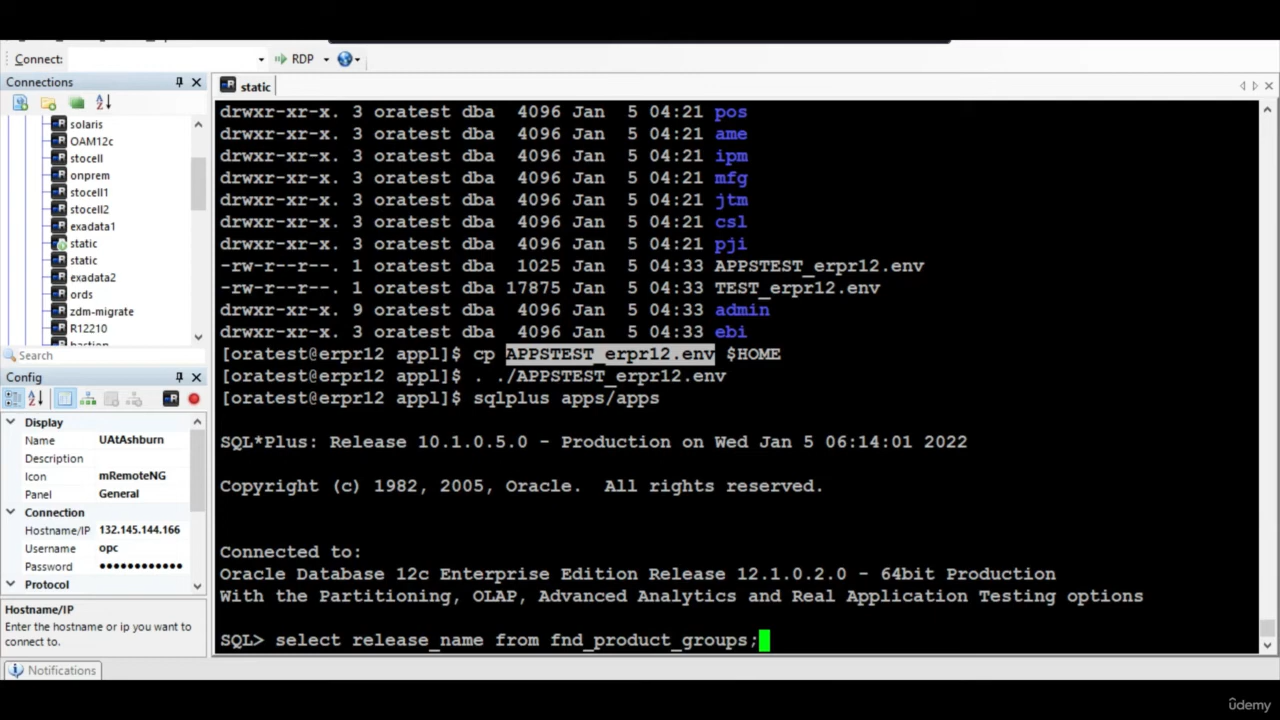 Connect:
RDP
Connections
static
solaris
OAM12c
stocell
onprem
stocell1
stocell2
exadata1
static
static
exadata2
ords
zdm-migrate
R12210
Search
Config
Display
Name UAtAshburn
Description
Icon mRemoteNG
Panel General
Connection
Hostname/IP 132.145.144.166
Username opc
Password ●●●●●●●●●●●●
Protocol
Hostname/IP
Enter the hostname or ip you want to
connect to.
Notifications
drwxr-xr-x. 3 oratest dba 4096 Jan 5 04:21 pos
drwxr-xr-x. 3 oratest dba 4096 Jan 5 04:21 ame
drwxr-xr-x. 3 oratest dba 4096 Jan 5 04:21 ipm
drwxr-xr-x. 3 oratest dba 4096 Jan 5 04:21 mfg
drwxr-xr-x. 3 oratest dba 4096 Jan 5 04:21 jtm
drwxr-xr-x. 3 oratest dba 4096 Jan 5 04:21 csl
drwxr-xr-x. 3 oratest dba 4096 Jan 5 04:21 pji
-rw-r--r--. 1 oratest dba 1025 Jan 5 04:33 APPSTEST_erpr12.env
-rw-r--r--. 1 oratest dba 17875 Jan 5 04:33 TEST_erpr12.env
drwxr-xr-x. 9 oratest dba 4096 Jan 5 04:33 admin
drwxr-xr-x. 3 oratest dba 4096 Jan 5 04:33 ebi
[oratest@erpr12 appl]$ cp APPSTEST_erpr12.env $HOME
[oratest@erpr12 appl]$ . ./APPSTEST_erpr12.env
[oratest@erpr12 appl]$ sqlplus apps/apps
SQL*Plus: Release 10.1.0.5.0 - Production on Wed Jan 5 06:14:01 2022
Copyright (c) 1982, 2005, Oracle. All rights reserved.
Connected to:
Oracle Database 12c Enterprise Edition Release 12.1.0.2.0 - 64bit Production
With the Partitioning, OLAP, Advanced Analytics and Real Application Testing options
SQL> select release_name from fnd_product_groups;
ûdemy